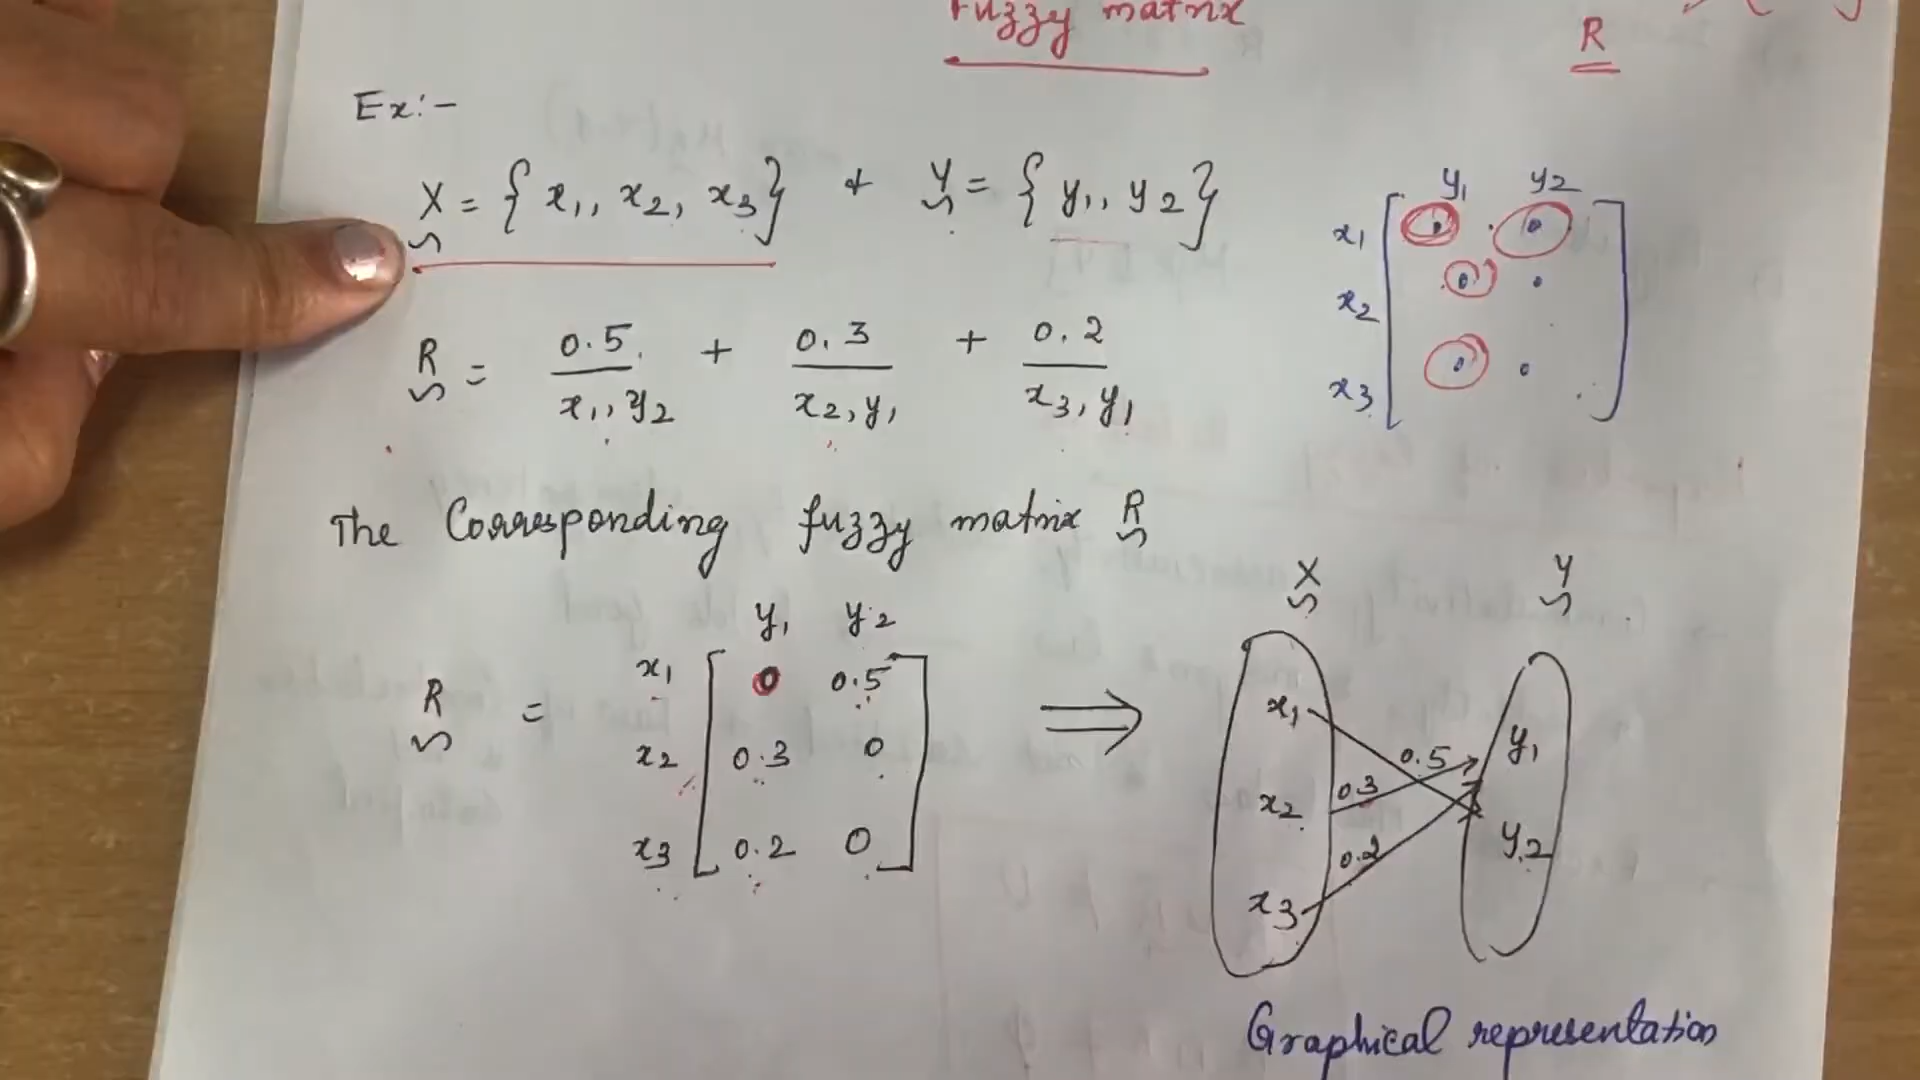 Fuzzy matrix
R
Ex:-
X = { x1, x2, x3} & Y = { y1, y2 }
R = 0.5/x1, y2 + 0.3/x2, y1 + 0.2/x3, y1
y1 y2
x1
x2
x3
The Corresponding fuzzy matrix R
y1 y2
R = x1 [ 0 0.5 ]
x2 [ 0.3 0 ]
x3 [ 0.2 0 ]
⇒
X Y
x1
x2
x3
0.5
0.3
0.2
y1
y2
Graphical representation